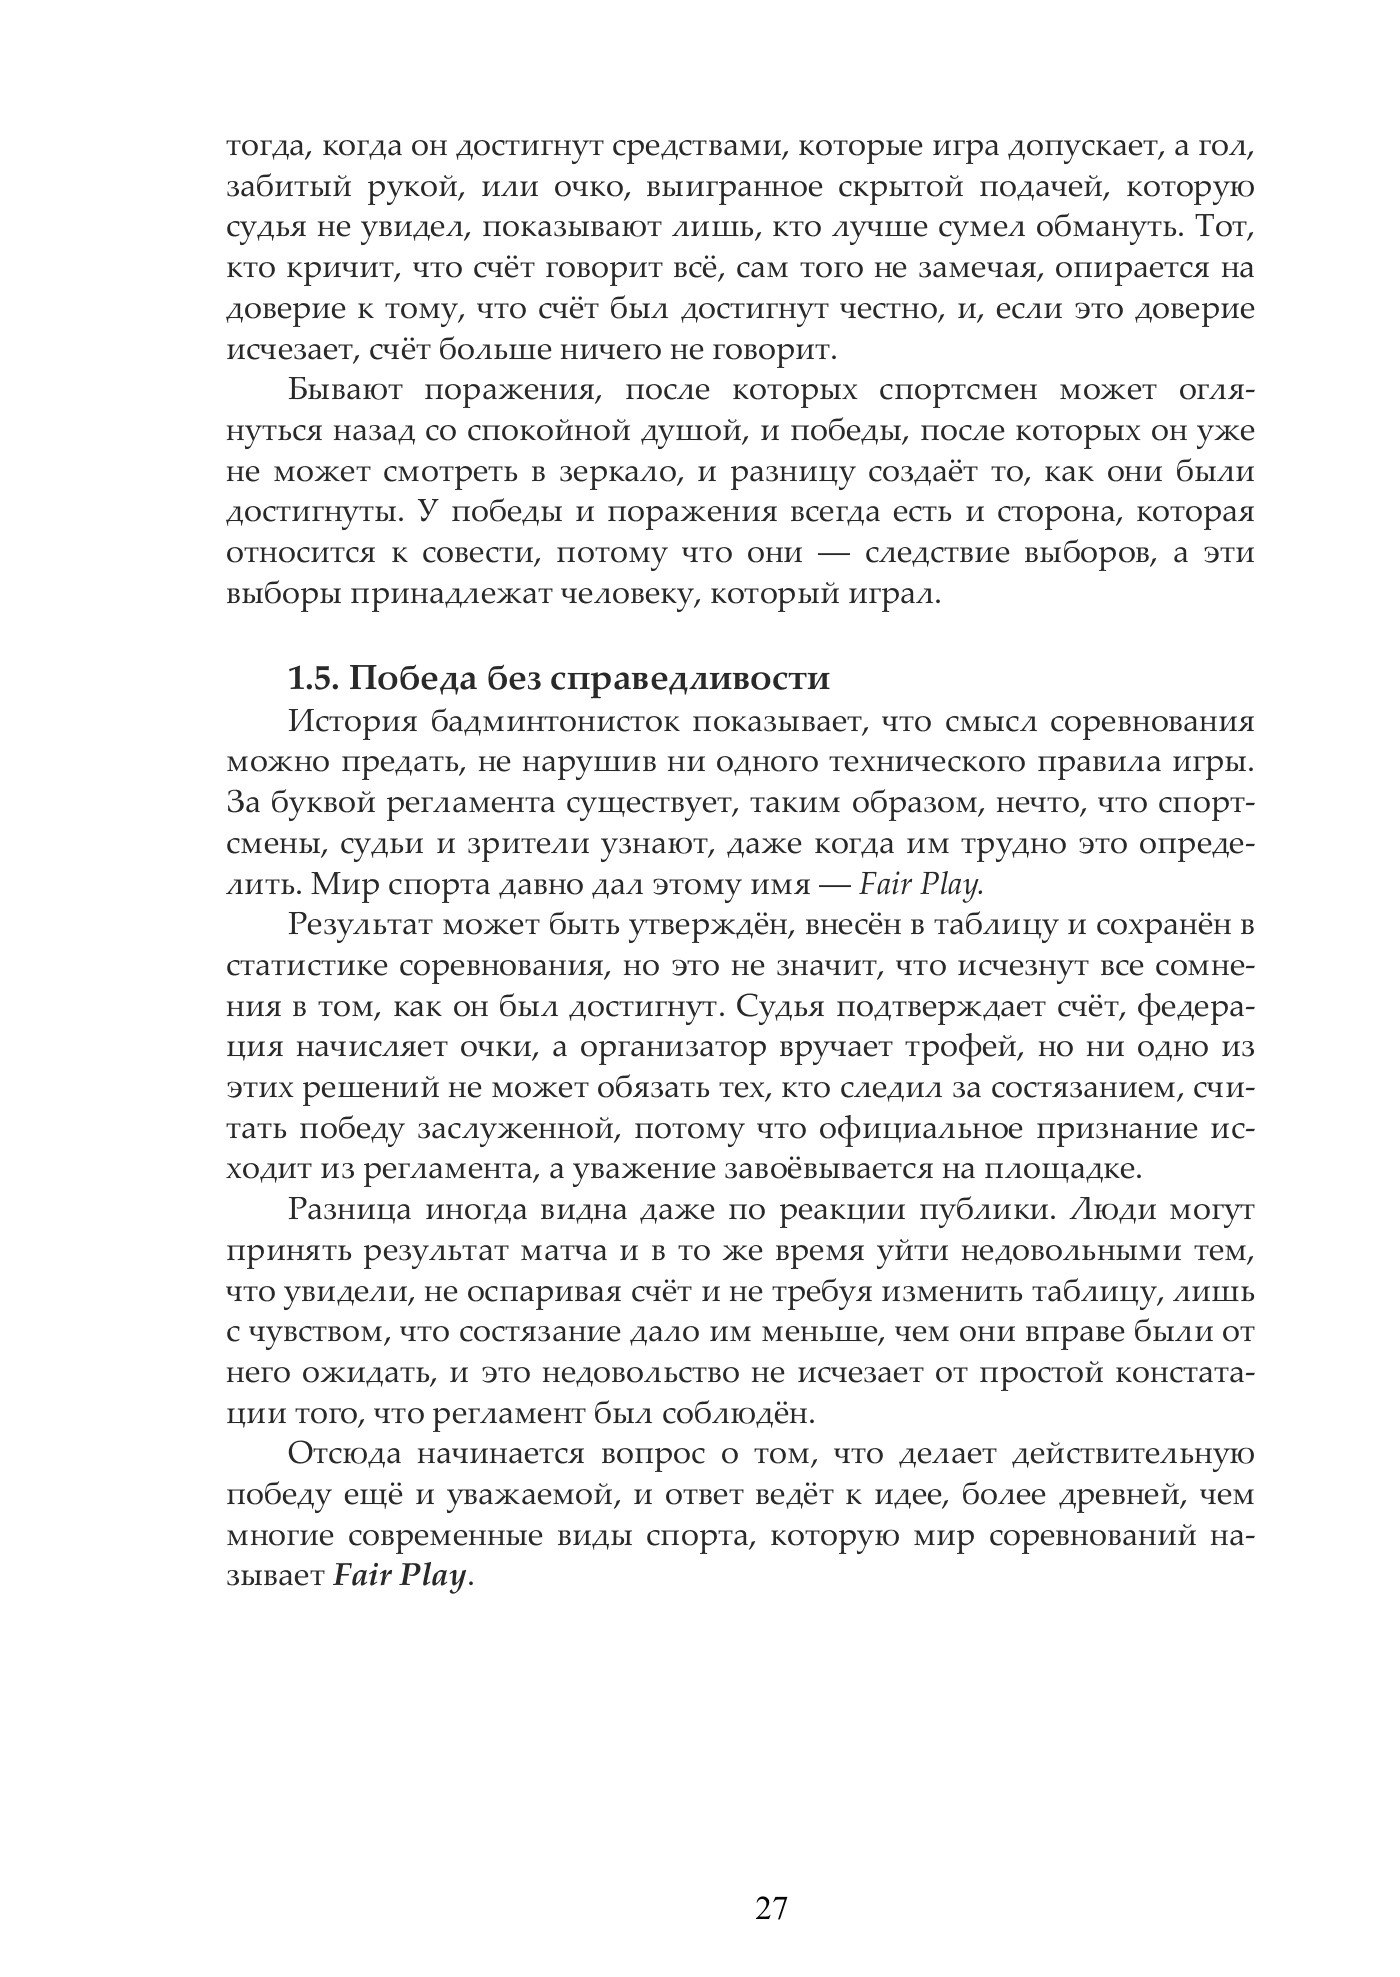 тогда, когда он достигнут средствами, которые игра допускает, а гол,
забитый рукой, или очко, выигранное скрытой подачей, которую
судья не увидел, показывают лишь, кто лучше сумел обмануть. Тот,
кто кричит, что счёт говорит всё, сам того не замечая, опирается на
доверие к тому, что счёт был достигнут честно, и, если это доверие
исчезает, счёт больше ничего не говорит.
Бывают поражения, после которых спортсмен может огля-
нуться назад со спокойной душой, и победы, после которых он уже
не может смотреть в зеркало, и разницу создаёт то, как они были
достигнуты. У победы и поражения всегда есть и сторона, которая
относится к совести, потому что они — следствие выборов, а эти
выборы принадлежат человеку, который играл.
1.5. Победа без справедливости
История бадминтонисток показывает, что смысл соревнования
можно предать, не нарушив ни одного технического правила игры.
За буквой регламента существует, таким образом, нечто, что спорт-
смены, судьи и зрители узнают, даже когда им трудно это опреде-
лить. Мир спорта давно дал этому имя — Fair Play.
Результат может быть утверждён, внесён в таблицу и сохранён в
статистике соревнования, но это не значит, что исчезнут все сомне-
ния в том, как он был достигнут. Судья подтверждает счёт, федера-
ция начисляет очки, а организатор вручает трофей, но ни одно из
этих решений не может обязать тех, кто следил за состязанием, счи-
тать победу заслуженной, потому что официальное признание ис-
ходит из регламента, а уважение завоёвывается на площадке.
Разница иногда видна даже по реакции публики. Люди могут
принять результат матча и в то же время уйти недовольными тем,
что увидели, не оспаривая счёт и не требуя изменить таблицу, лишь
с чувством, что состязание дало им меньше, чем они вправе были от
него ожидать, и это недовольство не исчезает от простой констата-
ции того, что регламент был соблюдён.
Отсюда начинается вопрос о том, что делает действительную
победу ещё и уважаемой, и ответ ведёт к идее, более древней, чем
многие современные виды спорта, которую мир соревнований на-
зывает Fair Play.
27